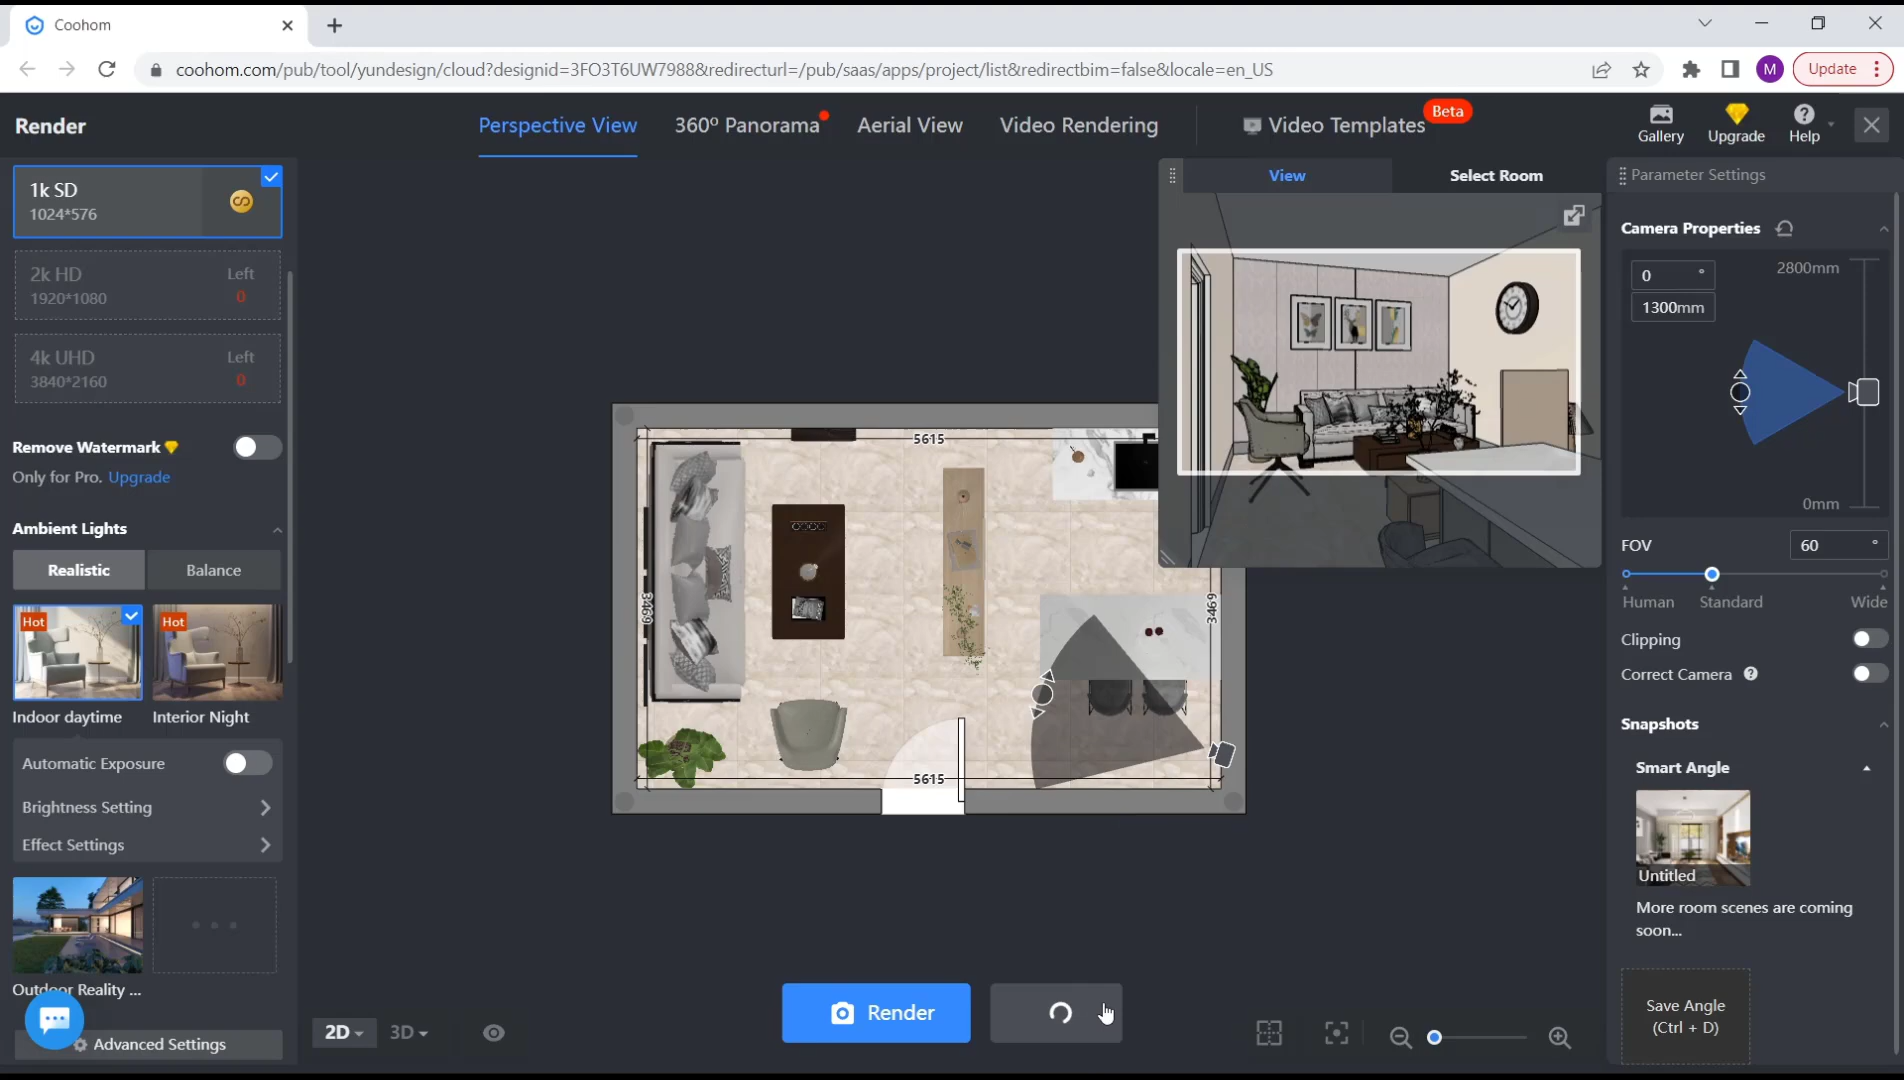 Coohom
coohom.com/pub/tool/yundesign/cloud?designid=3FO3T6UW7988&redirecturl=/pub/saas/apps/project/list&redirectbim=false&locale=en_US
M
Update
Render
Perspective View
360º Panorama
Aerial View
Video Rendering
Video Templates
Beta
Gallery
Upgrade
Help
1k SD
1024*576
2k HD
Left
1920*1080
0
4k UHD
Left
3840*2160
0
Remove Watermark
Only for Pro. Upgrade
Ambient Lights
Realistic
Balance
Hot
Hot
Indoor daytime
Interior Night
Automatic Exposure
Brightness Setting
Effect Settings
Outdoor Reality ...
Advanced Settings
5615
3469
3469
5615
2D
3D
Render
View
Select Room
Parameter Settings
Camera Properties
0 °
2800mm
1300mm
0mm
FOV
60 °
Human
Standard
Wide
Clipping
Correct Camera
Snapshots
Smart Angle
Untitled
More room scenes are coming
soon...
Save Angle
(Ctrl + D)